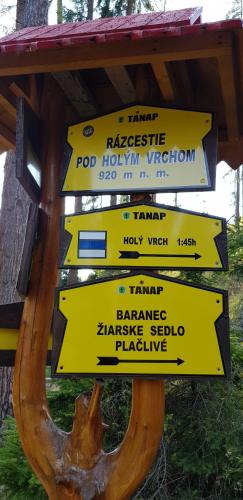 TANAP
RÁZCESTIE
POD HOLÝM VRCHOM
920 m n. m.
TANAP
HOLÝ VRCH 1:45h
TANAP
BARANEC
ŽIARSKE SEDLO
PLAČLIVÉ